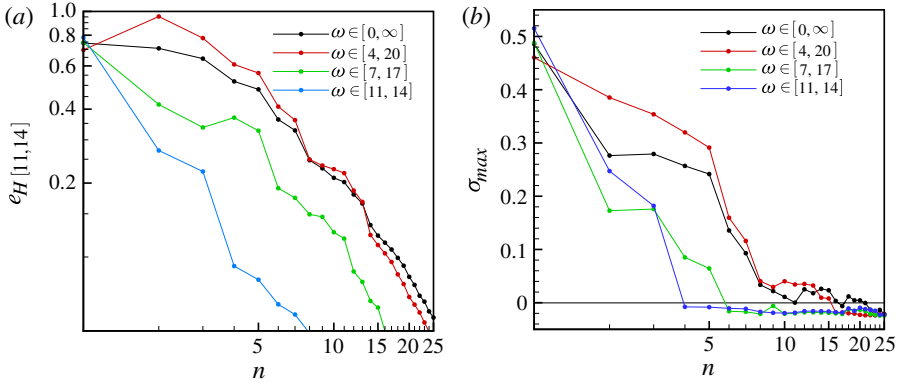 (a)
1.0
0.8
0.6
0.4
0.2
e_H [11,14]
ω ∈ [0, ∞]
ω ∈ [4, 20]
ω ∈ [7, 17]
ω ∈ [11, 14]
5
10
15
20
25
n
(b)
0.5
0.4
0.3
0.2
0.1
0
σ_max
ω ∈ [0, ∞]
ω ∈ [4, 20]
ω ∈ [7, 17]
ω ∈ [11, 14]
5
10
15
20
25
n